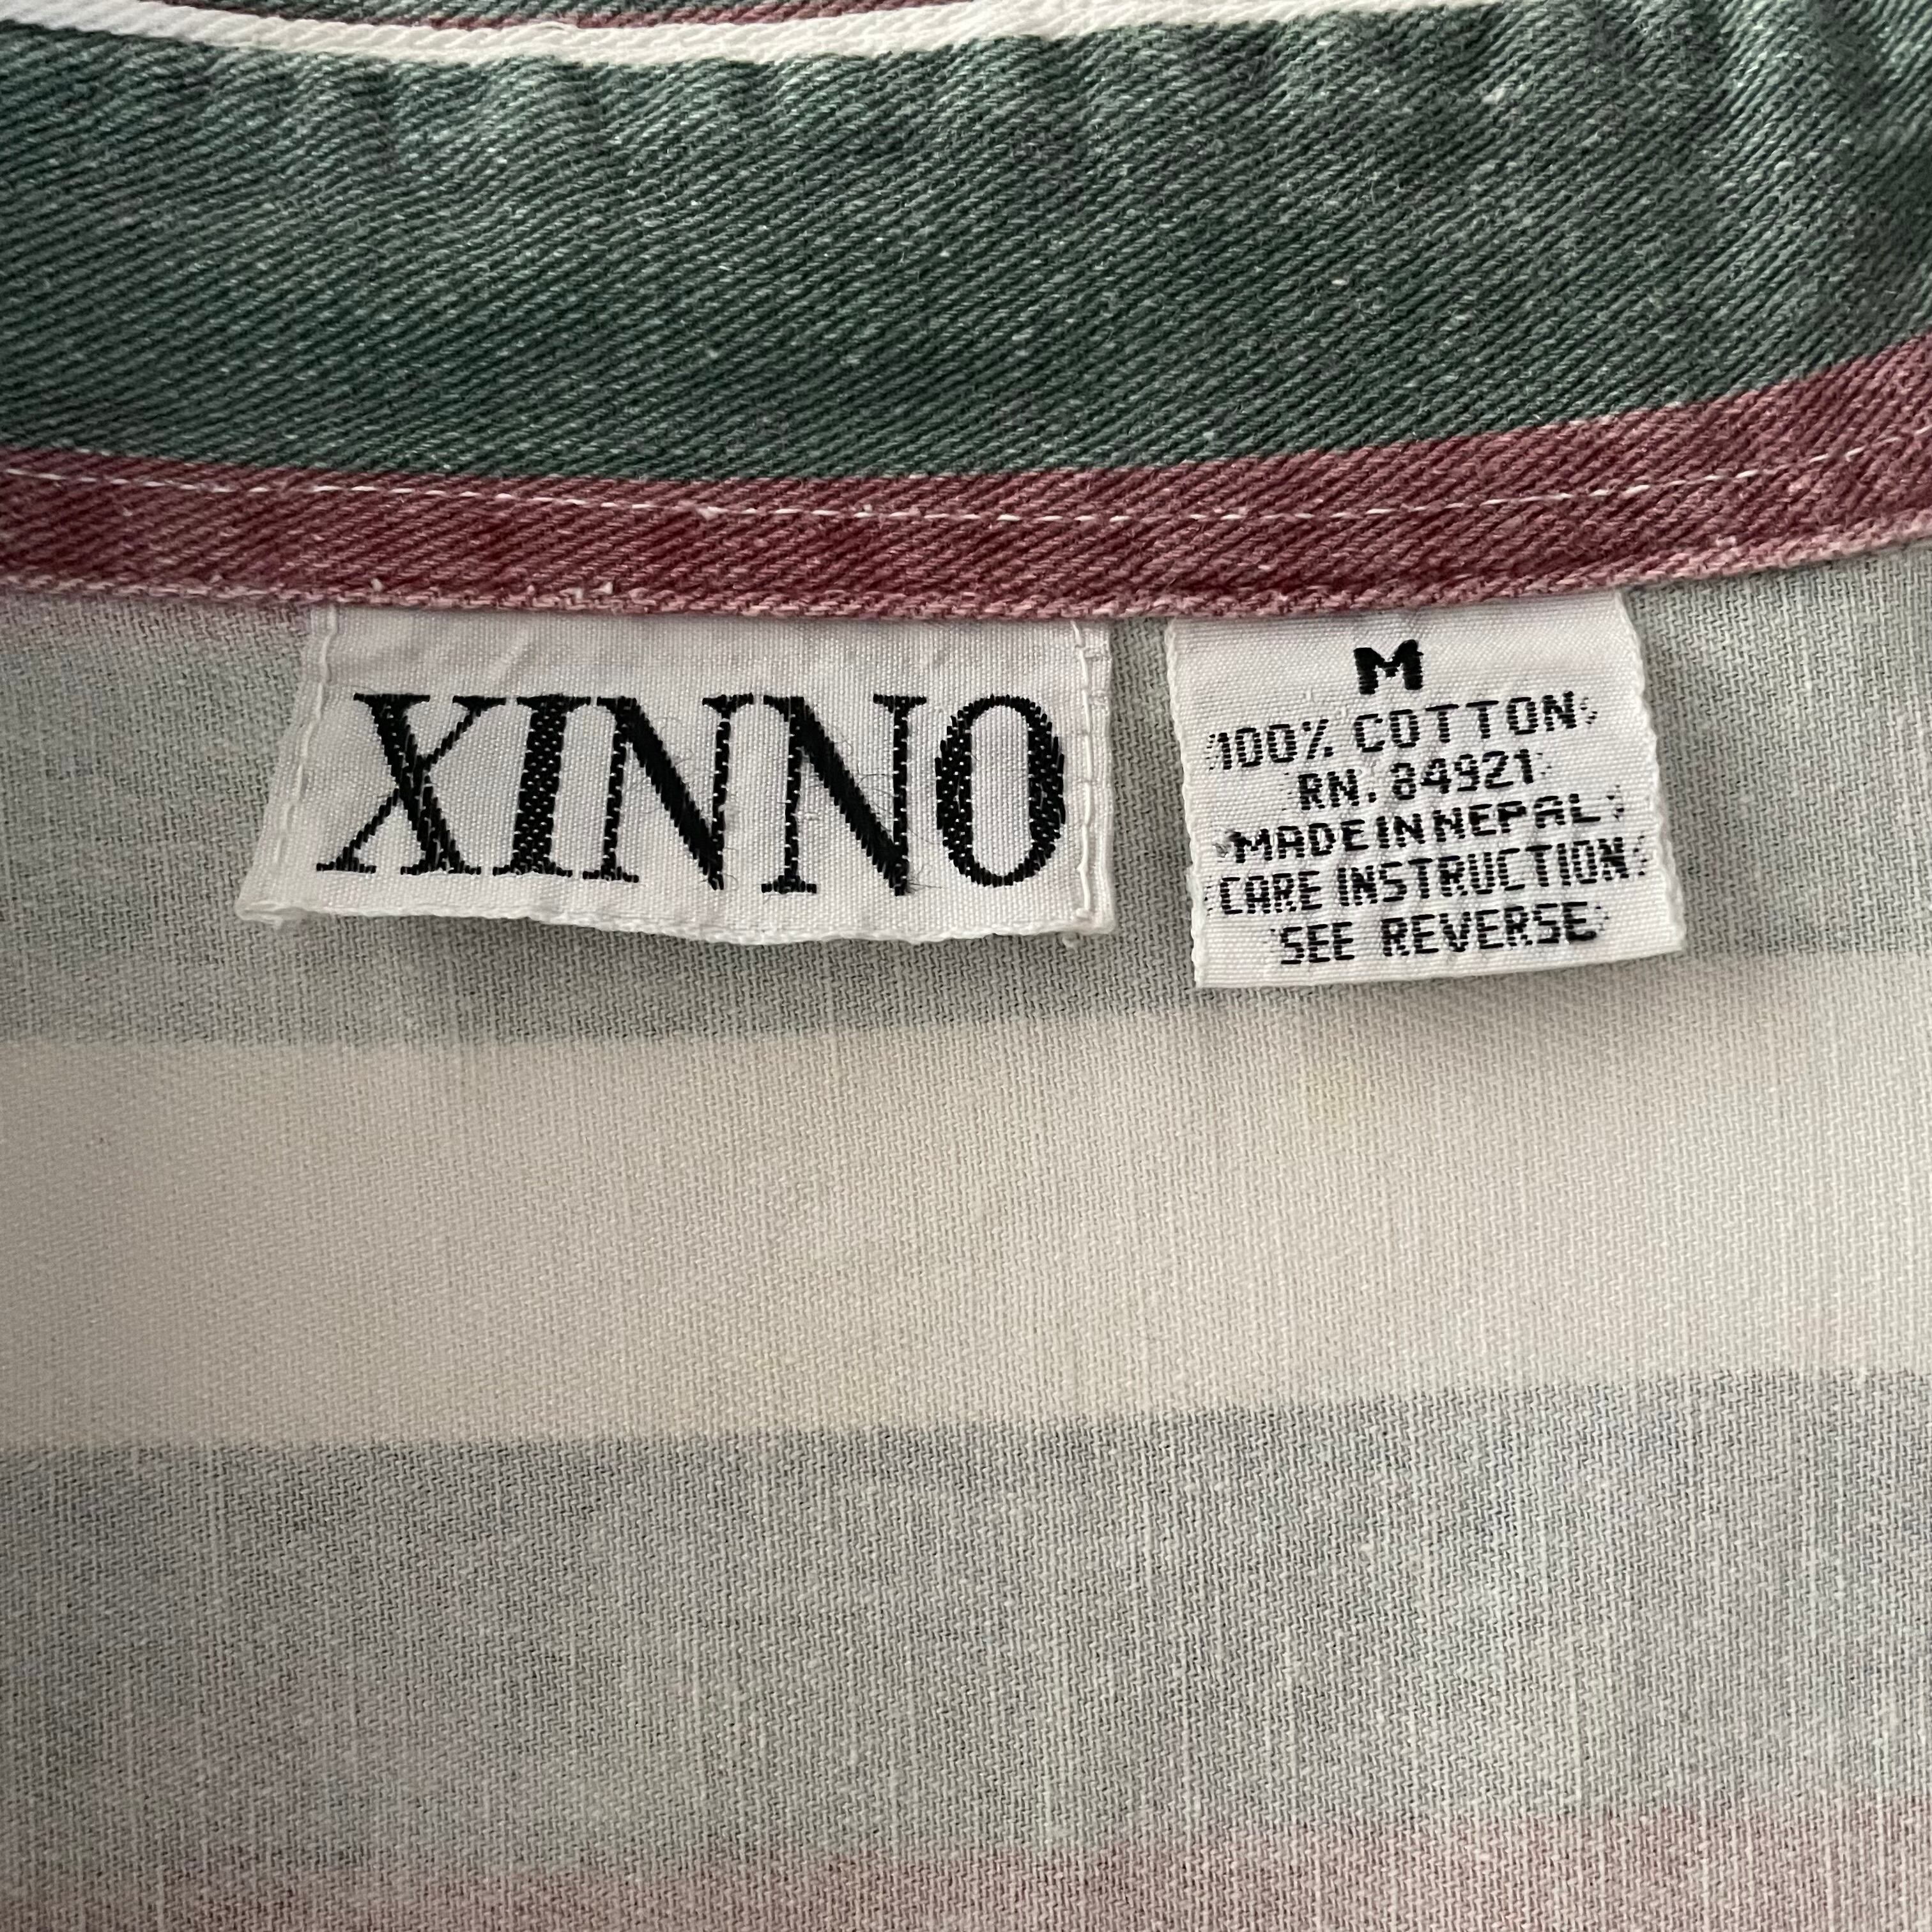 XINNO
M
100% COTTON
RN. 84921
MADE IN NEPAL
CARE INSTRUCTION
SEE REVERSE